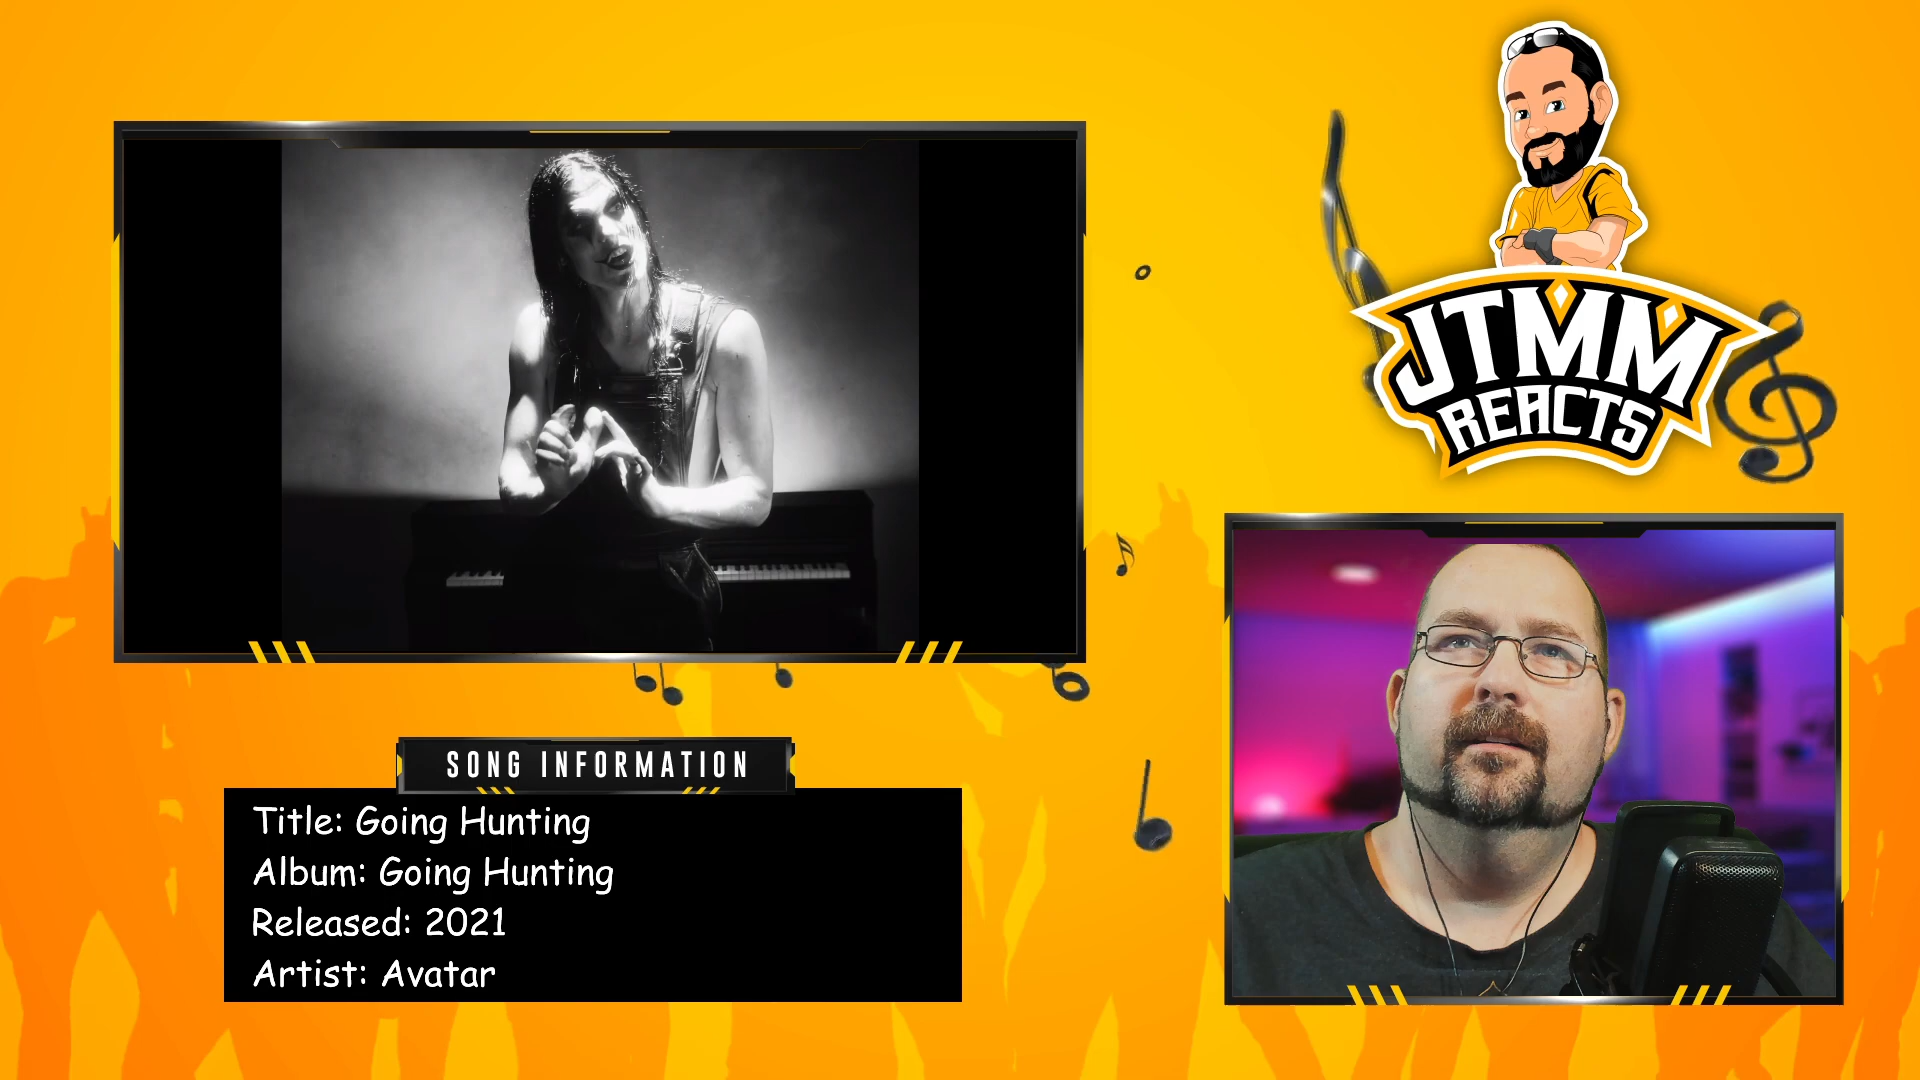 JTMM
REACTS
SONG INFORMATION
Title: Going Hunting
Album: Going Hunting
Released: 2021
Artist: Avatar